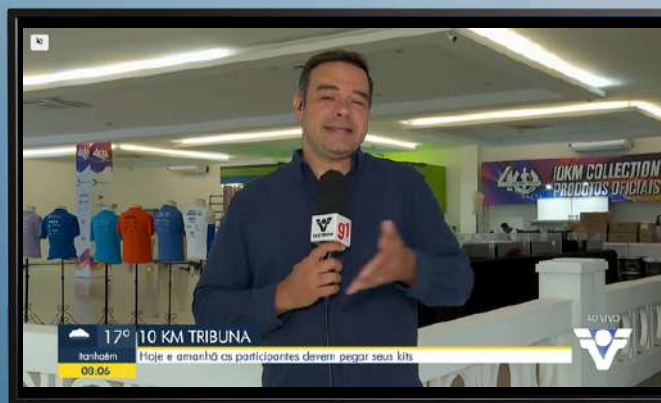 10KM COLLECTION
PRODUTOS OFICIAIS
91
AO VIVO
17º
10 KM TRIBUNA
Itanhaém
Hoje e amanhã os participantes devem pegar seus kits
08:06